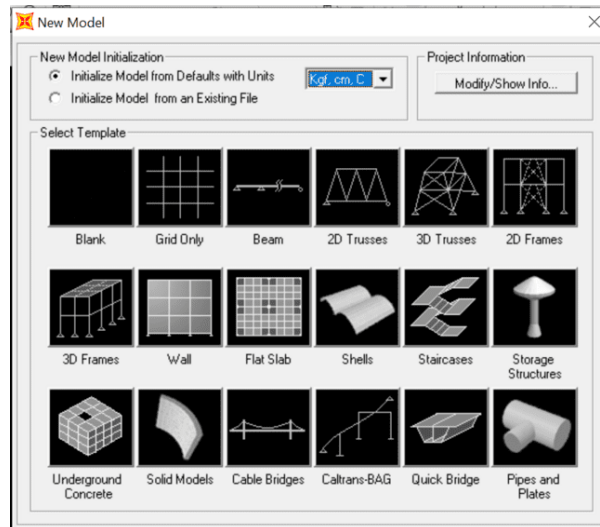 New Model
New Model Initialization
Project Information
Initialize Model from Defaults with Units
Kgf, cm, C
Modify/Show Info...
Initialize Model from an Existing File
Select Template
Blank
Grid Only
Beam
2D Trusses
3D Trusses
2D Frames
3D Frames
Wall
Flat Slab
Shells
Staircases
Storage
Structures
Underground
Concrete
Solid Models
Cable Bridges
Caltrans-BAG
Quick Bridge
Pipes and
Plates